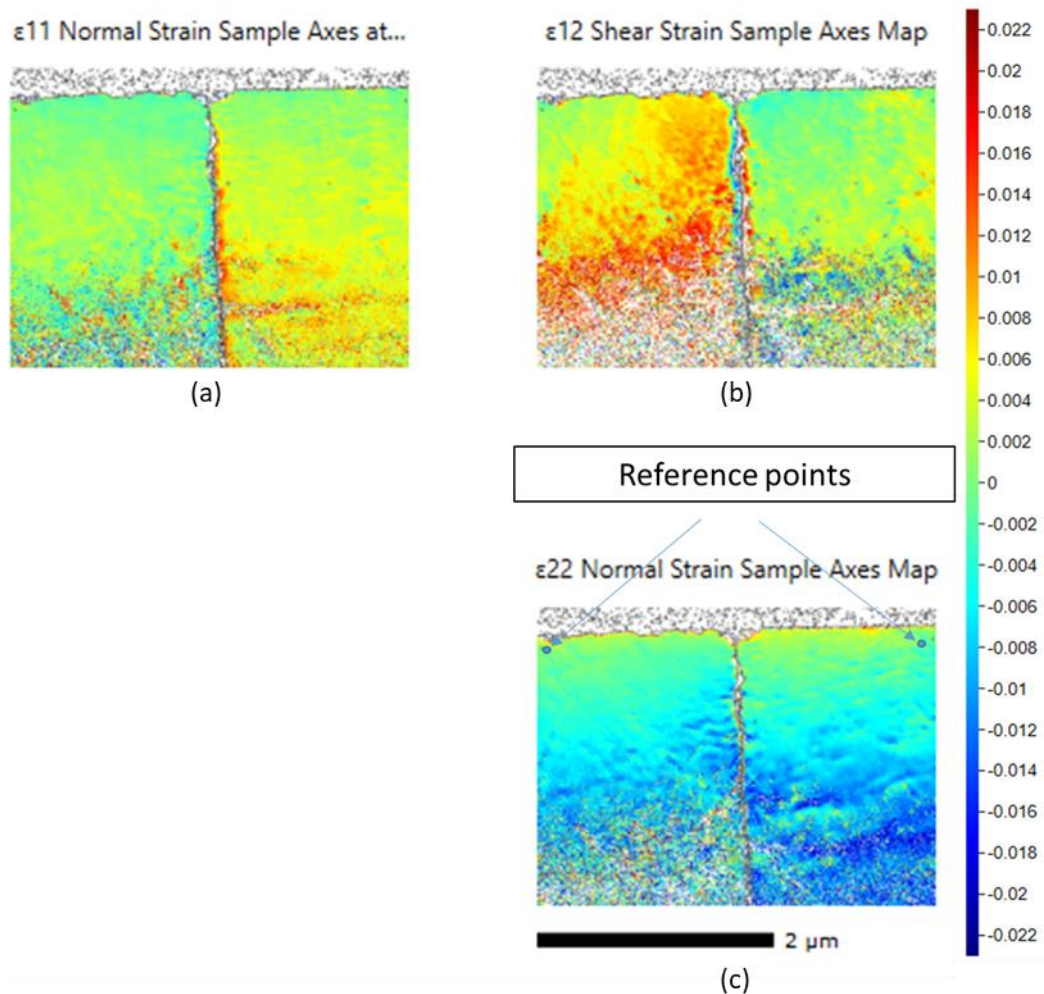 ε11 Normal Strain Sample Axes at...
ε12 Shear Strain Sample Axes Map
(a)
(b)
Reference points
ε22 Normal Strain Sample Axes Map
2 μm
(c)
0.022
0.02
0.018
0.016
0.014
0.012
0.01
0.008
0.006
0.004
0.002
0
-0.002
-0.004
-0.006
-0.008
-0.01
-0.012
-0.014
-0.016
-0.018
-0.02
-0.022